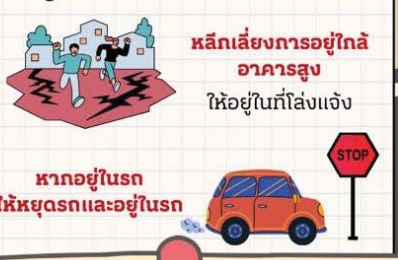 หลีกเลี่ยงการอยู่ใกล้
อาคารสูง
ให้อยู่ในที่โล่งแจ้ง
STOP
หากอยู่ในรถ
ให้หยุดรถและอยู่ในรถ